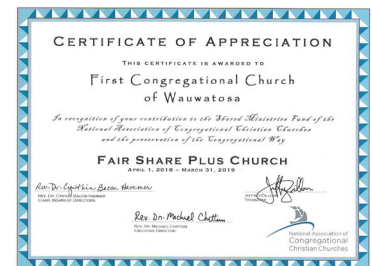 CERTIFICATE OF APPRECIATION
THIS CERTIFICATE IS AWARDED TO
First Congregational Church
of Wauwatosa
In recognition of your contribution to the Shared Ministries Fund of the
National Association of Congregational Christian Churches
and the preservation of the Congregational Way
FAIR SHARE PLUS CHURCH
APRIL 1, 2018 – MARCH 31, 2019
Rev. Dr. Cynthia Bacon Hammer
REV. DR. CYNTHIA BACON HAMMER
CHAIR, BOARD OF DIRECTORS
TREASURER
Rev. Dr. Michael Chittum
REV. DR. MICHAEL CHITTUM
EXECUTIVE DIRECTOR
National Association of
Congregational
Christian Churches